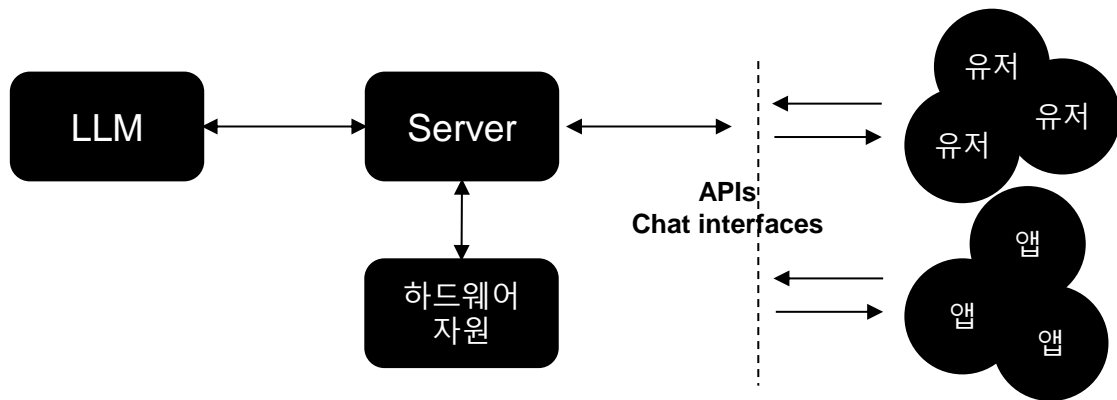 LLM
Server
하드웨어
자원
APIs
Chat interfaces
유저
유저
유저
앱
앱
앱